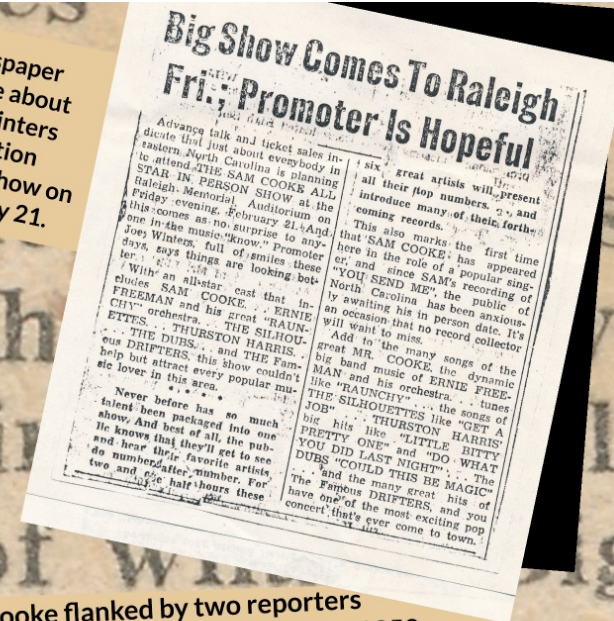 spaper
e about
inters
tion
how on
y 21.
Big Show Comes To Raleigh
Fri.; Promoter Is Hopeful
Advance talk and ticket sales in-
dicate that just about everybody in
eastern North Carolina is planning
to attend THE SAM COOKE ALL
STAR IN PERSON SHOW at the
Raleigh Memorial Auditorium on
Friday evening, February 21. And
this comes as no surprise to any-
one in the music "know." Promoter
Joe Winters, full of smiles these
days, says things are looking bet-
ter.
With an all-star cast that in-
cludes SAM COOKE. . . ERNIE
FREEMAN and his great "RAUN-
CHY" orchestra. . . THE SILHOU-
ETTES. . . THURSTON HARRIS.
. . . THE DUBS. . . and THE Fam-
ous DRIFTERS, this show couldn't
help but attract every popular mu-
sic lover in this area.
Never before has so much
talent been packaged into one
show. And best of all, the pub-
lic knows that they'll get to see
and hear their favorite artists
do number after number. For
two and one half hours these
six great artists will present
all their top numbers. . . and
introduce many of their forth-
coming records.
This also marks the first time
that SAM COOKE has appeared
here in the role of a popular sing-
er, and since SAM's recording of
"YOU SEND ME", the public of
North Carolina has been anxious-
ly awaiting his in person date. It's
an occasion that no record collector
will want to miss.
Add to the many songs of the
great MR. COOKE, the dynamic
big band music of ERNIE FREE-
MAN and his orchestra. . . tunes
like "RAUNCHY" . . . the songs of
THE SILHOUETTES like "GET A
JOB" . . . THURSTON HARRIS'
big hits like "LITTLE BITTY
PRETTY ONE" and "DO WHAT
YOU DID LAST NIGHT". . . The
DUBS "COULD THIS BE MAGIC"
. . . and the many great hits of
The Famous DRIFTERS, and you
have one of the most exciting pop
concert that's ever come to town.
ooke flanked by two reporters